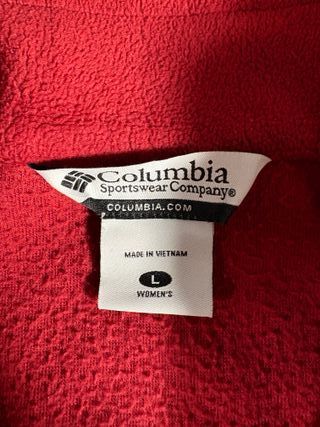 Columbia
Sportswear Company®
COLUMBIA.COM
MADE IN VIETNAM
L
WOMEN'S